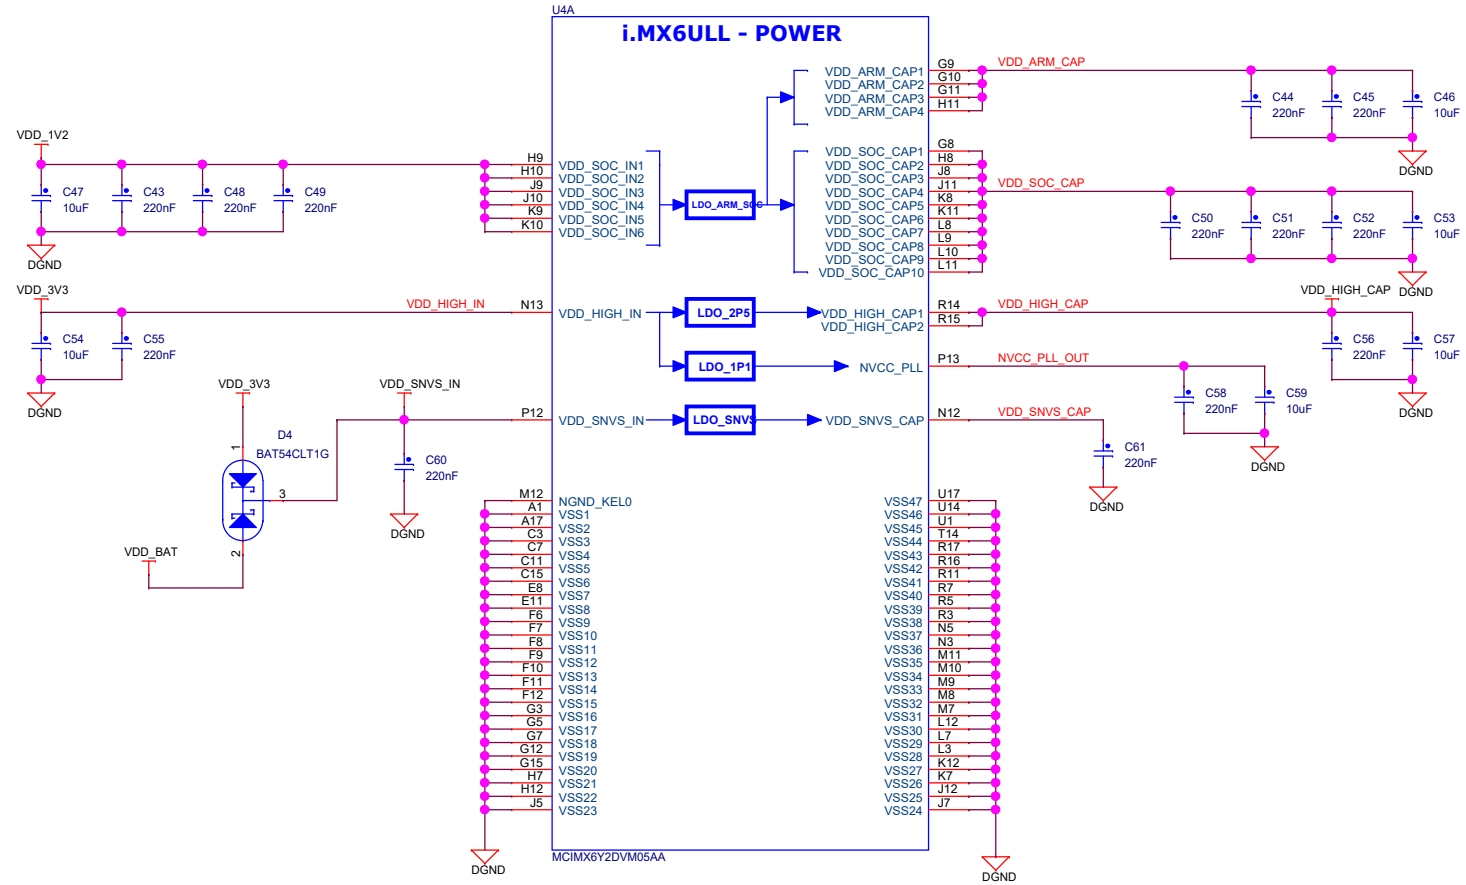 U4A
i.MX6ULL - POWER
VDD_ARM_CAP1 G9 VDD_ARM_CAP
VDD_ARM_CAP2 G10
VDD_ARM_CAP3 G11
VDD_ARM_CAP4 H11
C44 220nF
C45 220nF
C46 10uF
DGND
VDD_1V2
H9 VDD_SOC_IN1
H10 VDD_SOC_IN2
J9 VDD_SOC_IN3
J10 VDD_SOC_IN4
K9 VDD_SOC_IN5
K10 VDD_SOC_IN6
C47 10uF
C43 220nF
C48 220nF
C49 220nF
DGND
LDO_ARM_SOC
VDD_SOC_CAP1 G8
VDD_SOC_CAP2 H8
VDD_SOC_CAP3 J8
VDD_SOC_CAP4 J11 VDD_SOC_CAP
VDD_SOC_CAP5 K8
VDD_SOC_CAP6 K11
VDD_SOC_CAP7 L8
VDD_SOC_CAP8 L9
VDD_SOC_CAP9 L10
VDD_SOC_CAP10 L11
C50 220nF
C51 220nF
C52 220nF
C53 10uF
DGND
VDD_3V3
VDD_HIGH_IN N13 VDD_HIGH_IN
LDO_2P5
VDD_HIGH_CAP1 R14 VDD_HIGH_CAP
VDD_HIGH_CAP2 R15
VDD_HIGH_CAP
C54 10uF
C55 220nF
DGND
C56 220nF
C57 10uF
DGND
LDO_1P1
NVCC_PLL P13 NVCC_PLL_OUT
C58 220nF
C59 10uF
DGND
VDD_3V3
VDD_SNVS_IN
P12 VDD_SNVS_IN
LDO_SNVS
VDD_SNVS_CAP N12 VDD_SNVS_CAP
C61 220nF
DGND
D4
BAT54CLT1G
1
3
2
VDD_BAT
C60 220nF
DGND
M12 NGND_KEL0
A1 VSS1
A17 VSS2
C3 VSS3
C7 VSS4
C11 VSS5
C15 VSS6
E8 VSS7
E11 VSS8
F6 VSS9
F7 VSS10
F8 VSS11
F9 VSS12
F10 VSS13
F11 VSS14
F12 VSS15
G3 VSS16
G5 VSS17
G7 VSS18
G12 VSS19
G15 VSS20
H7 VSS21
H12 VSS22
J5 VSS23
DGND
VSS47 U17
VSS46 U14
VSS45 U1
VSS44 T14
VSS43 R17
VSS42 R16
VSS41 R11
VSS40 R7
VSS39 R5
VSS38 R3
VSS37 N5
VSS36 N3
VSS35 M11
VSS34 M10
VSS33 M9
VSS32 M8
VSS31 M7
VSS30 L12
VSS29 L7
VSS28 L3
VSS27 K12
VSS26 K7
VSS25 J12
VSS24 J7
DGND
MCIMX6Y2DVM05AA